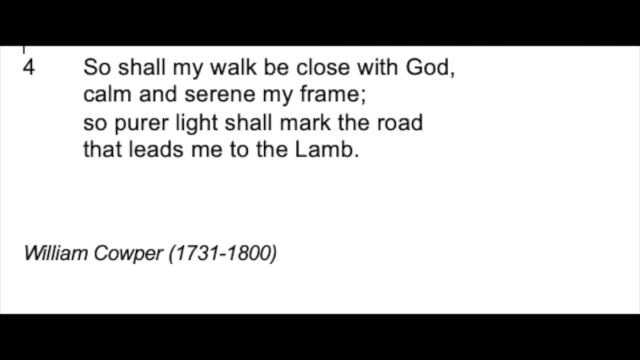 4 So shall my walk be close with God,
calm and serene my frame;
so purer light shall mark the road
that leads me to the Lamb.
William Cowper (1731-1800)